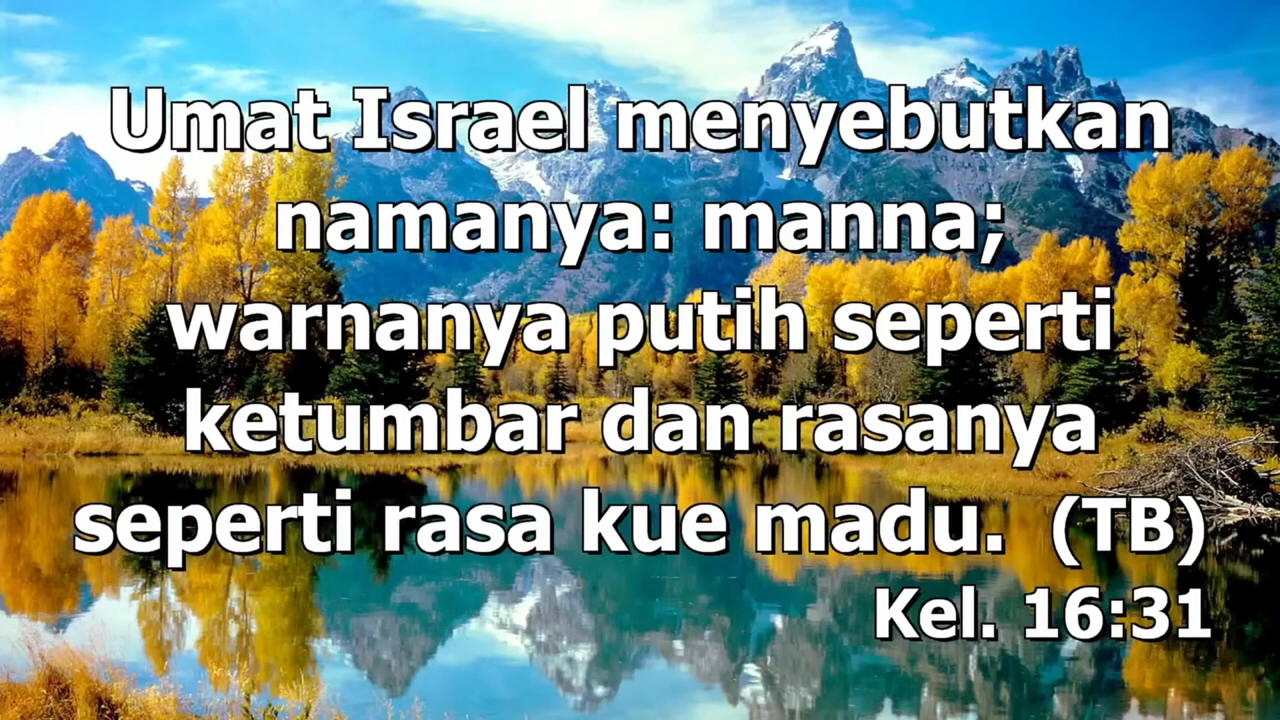 Umat Israel menyebutkan
namanya: manna;
warnanya putih seperti
ketumbar dan rasanya
seperti rasa kue madu. (TB)
Kel. 16:31